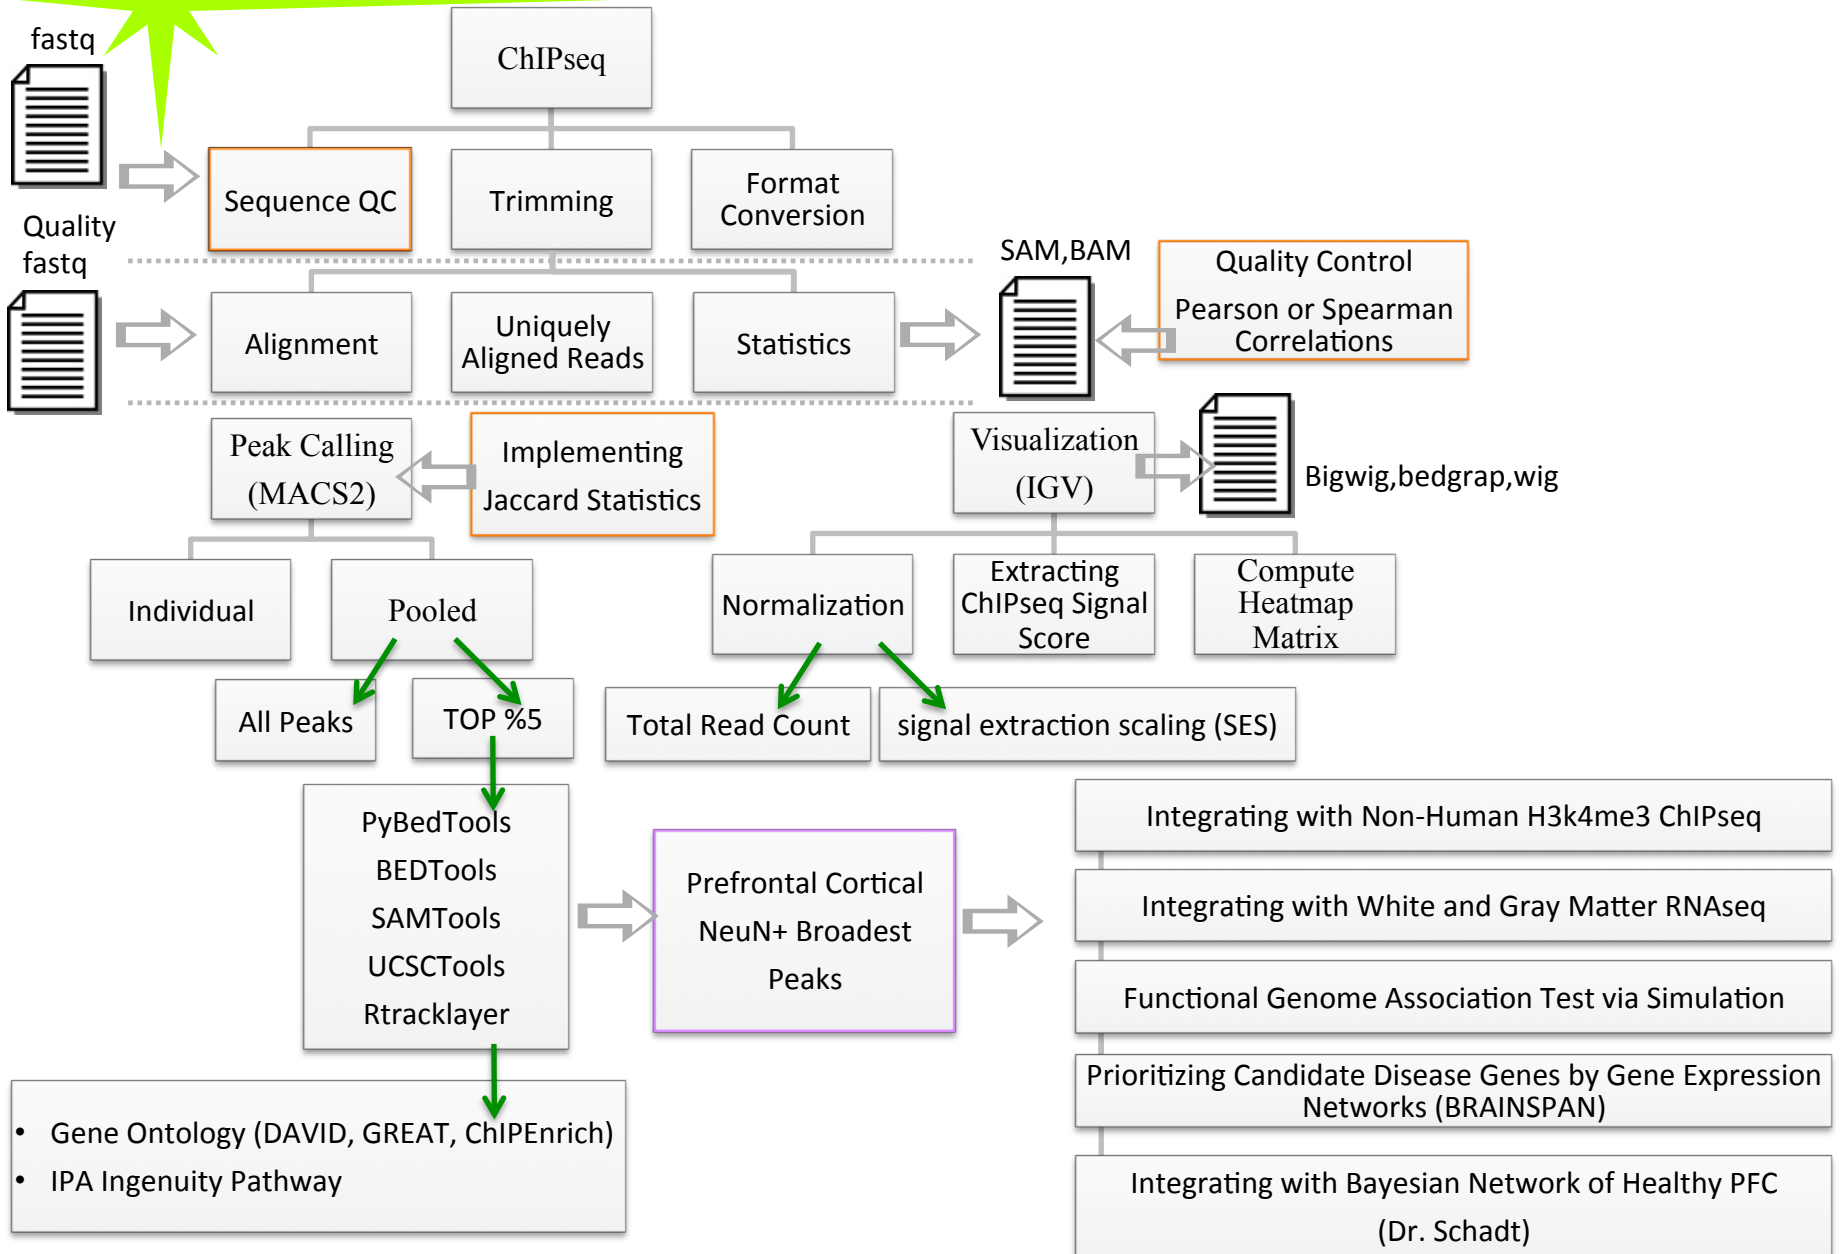 fastq
ChIPseq
Sequence QC
Trimming
Format
Conversion
Quality
fastq
Alignment
Uniquely
Aligned Reads
Statistics
SAM,BAM
Quality Control
Pearson or Spearman
Correlations
Peak Calling
(MACS2)
Implementing
Jaccard Statistics
Visualization
(IGV)
Bigwig,bedgrap,wig
Individual
Pooled
Normalization
Extracting
ChIPseq Signal
Score
Compute
Heatmap
Matrix
All Peaks
TOP %5
Total Read Count
signal extraction scaling (SES)
PyBedTools
BEDTools
SAMTools
UCSCTools
Rtracklayer
Prefrontal Cortical
NeuN+ Broadest
Peaks
Integrating with Non-Human H3k4me3 ChIPseq
Integrating with White and Gray Matter RNAseq
Functional Genome Association Test via Simulation
Prioritizing Candidate Disease Genes by Gene Expression
Networks (BRAINSPAN)
Integrating with Bayesian Network of Healthy PFC
(Dr. Schadt)
• Gene Ontology (DAVID, GREAT, ChIPEnrich)
• IPA Ingenuity Pathway